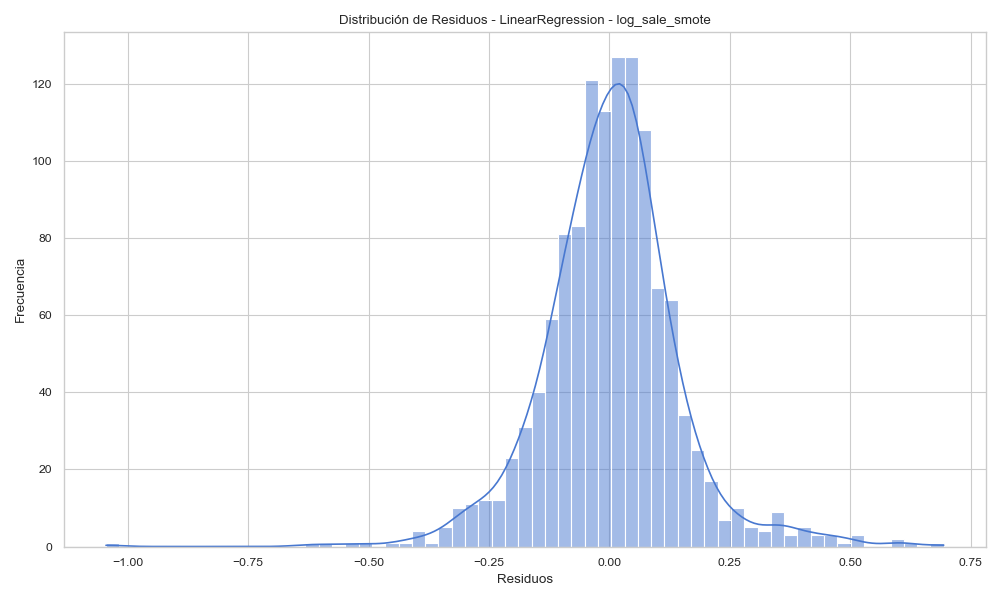 Distribución de Residuos - LinearRegression - log_sale_smote
Frecuencia
120
100
80
60
40
20
0
−1.00 −0.75 −0.50 −0.25 0.00 0.25 0.50 0.75
Residuos